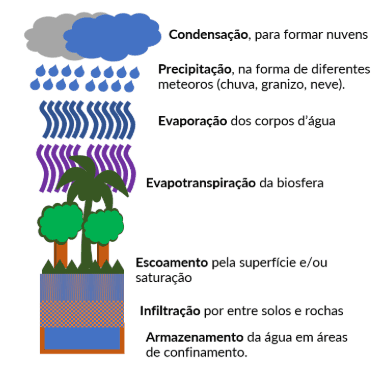 Condensação, para formar nuvens
Precipitação, na forma de diferentes
meteoros (chuva, granizo, neve).
Evaporação dos corpos d'água
Evapotranspiração da biosfera
Escoamento pela superfície e/ou
saturação
Infiltração por entre solos e rochas
Armazenamento da água em áreas
de confinamento.